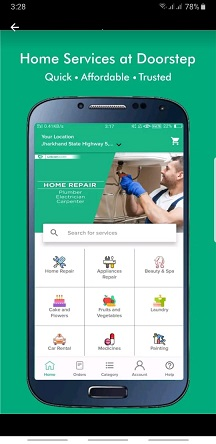 3:28
78%
Home Services at Doorstep
Quick • Affordable • Trusted
2:17
Your Location
Jharkhand State Highway 5,...
HOME REPAIR
Plumber
Electrician
Carpenter
Search for services
Home Repair
Appliances
Repair
Beauty & Spa
Cake and
Flowers
Fruits and
Vegetables
Laundry
Car Rental
Medicines
Painting
Home
Orders
Category
Account
Help